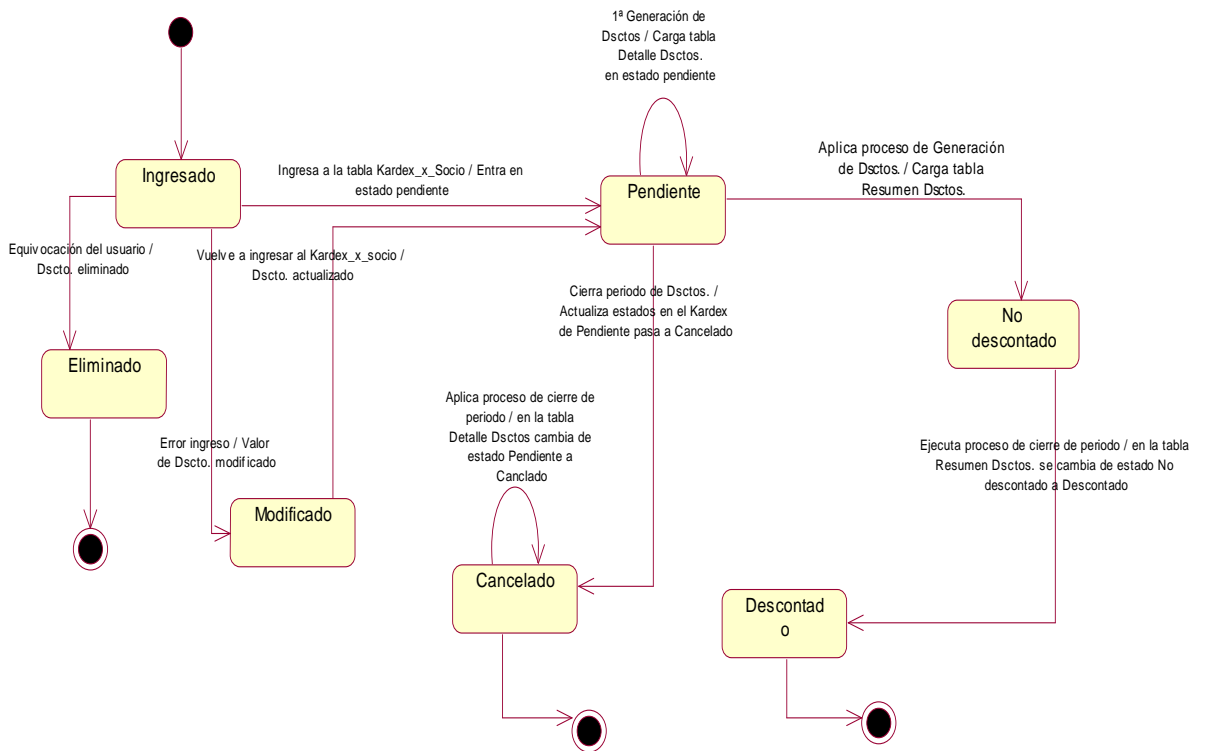 1ª Generación de
Dsctos / Carga tabla
Detalle Dsctos.
en estado pendiente
Aplica proceso de Generación
de Dsctos. / Carga tabla
Resumen Dsctos.
Ingresado
Ingresa a la tabla Kardex_x_Socio / Entra en
estado pendiente
Pendiente
Equivocación del usuario /
Dscto. eliminado
Vuelve a ingresar al Kardex_x_socio /
Dscto. actualizado
Cierra periodo de Dsctos. /
Actualiza estados en el Kardex
de Pendiente pasa a Cancelado
No
descontado
Eliminado
Aplica proceso de cierre de
periodo / en la tabla
Detalle Dsctos cambia de
estado Pendiente a
Canclado
Error ingreso / Valor
de Dscto. modificado
Ejecuta proceso de cierre de periodo / en la tabla
Resumen Dsctos. se cambia de estado No
descontado a Descontado
Modificado
Cancelado
Descontad
o